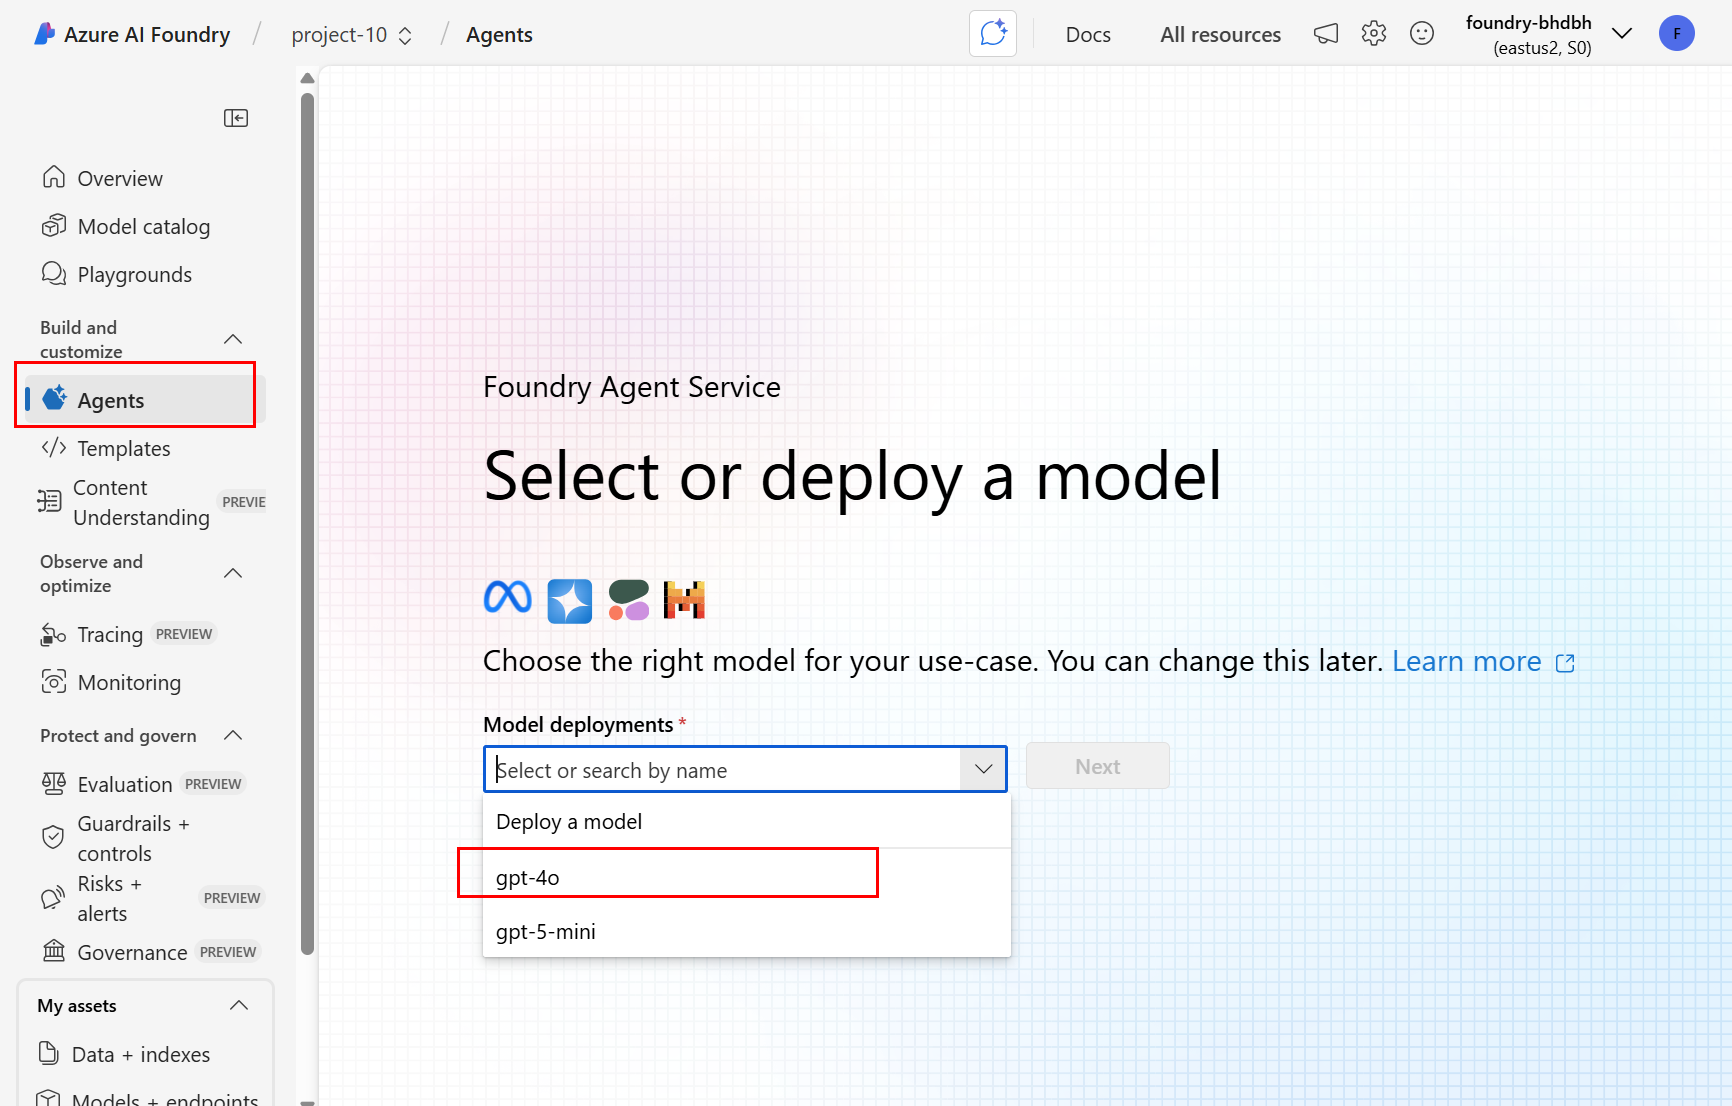 Azure AI Foundry / project-10 / Agents
Docs
All resources
foundry-bhdbh
(eastus2, S0)
F
Overview
Model catalog
Playgrounds
Build and
customize
Agents
Templates
Content
Understanding
PREVIE
Observe and
optimize
Tracing PREVIEW
Monitoring
Protect and govern
Evaluation PREVIEW
Guardrails +
controls
Risks +
alerts
PREVIEW
Governance PREVIEW
My assets
Data + indexes
Models + endpoints
Foundry Agent Service
Select or deploy a model
Choose the right model for your use-case. You can change this later. Learn more
Model deployments *
Select or search by name
Next
Deploy a model
gpt-4o
gpt-5-mini